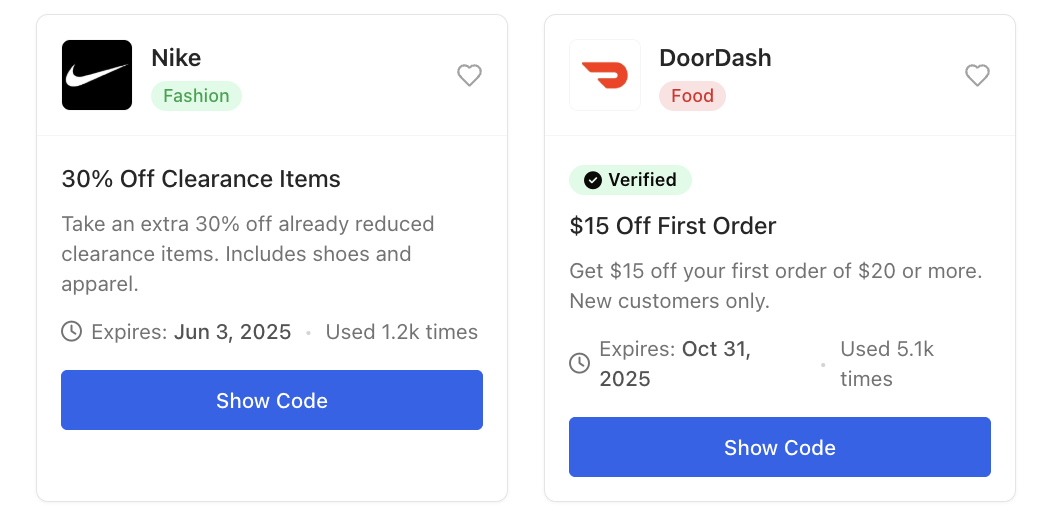 Nike
Fashion
30% Off Clearance Items
Take an extra 30% off already reduced
clearance items. Includes shoes and
apparel.
Expires: Jun 3, 2025 • Used 1.2k times
Show Code
DoorDash
Food
Verified
$15 Off First Order
Get $15 off your first order of $20 or more.
New customers only.
Expires: Oct 31, • Used 5.1k
2025 times
Show Code